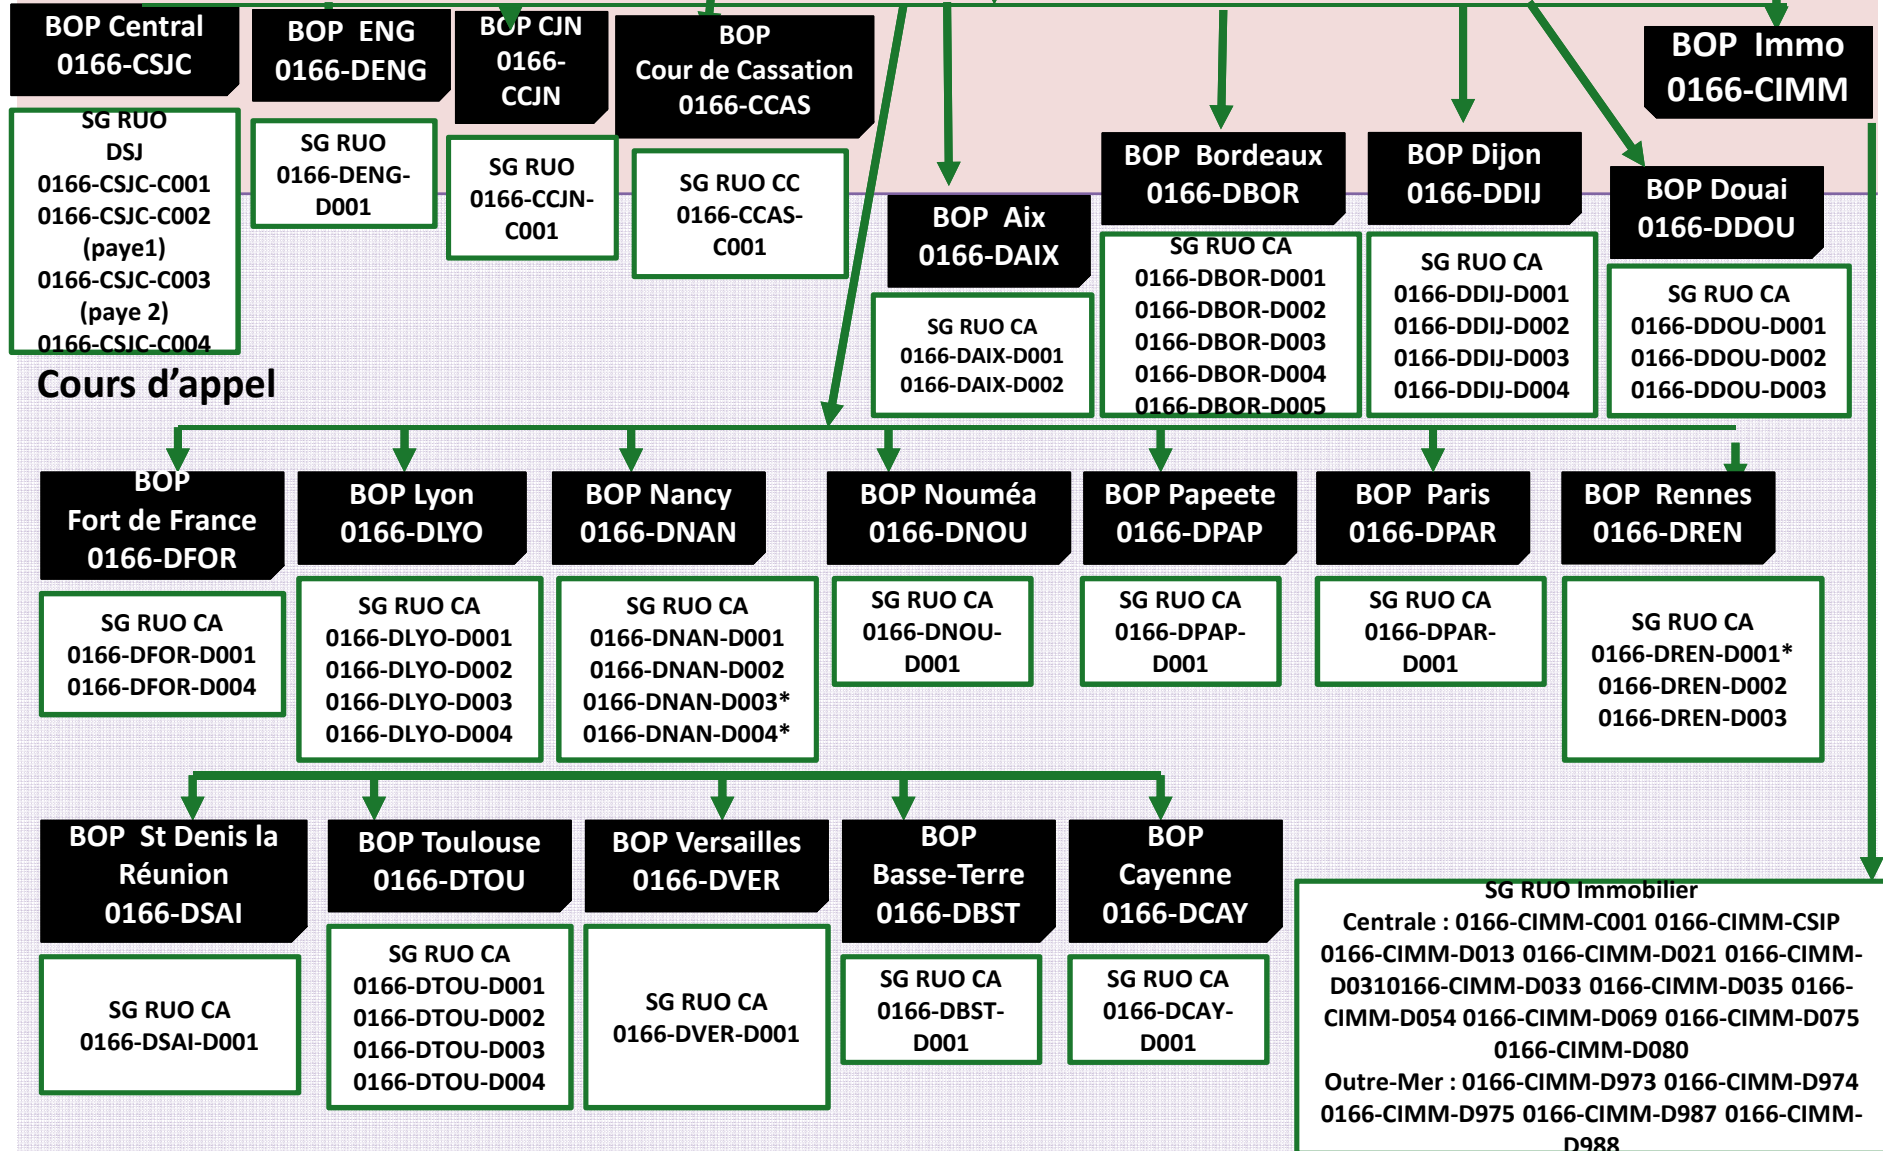 BOP Central
0166-CSJC
BOP ENG
0166-DENG
BOP CJN
0166-
CCJN
BOP
Cour de Cassation
0166-CCAS
BOP Immo
0166-CIMM
SG RUO
DSJ
0166-CSJC-C001
0166-CSJC-C002
(paye1)
0166-CSJC-C003
(paye 2)
0166-CSJC-C004
SG RUO
0166-DENG-
D001
SG RUO
0166-CCJN-
C001
SG RUO CC
0166-CCAS-
C001
BOP Aix
0166-DAIX
SG RUO CA
0166-DAIX-D001
0166-DAIX-D002
BOP Bordeaux
0166-DBOR
SG RUO CA
0166-DBOR-D001
0166-DBOR-D002
0166-DBOR-D003
0166-DBOR-D004
0166-DBOR-D005
BOP Dijon
0166-DDIJ
SG RUO CA
0166-DDIJ-D001
0166-DDIJ-D002
0166-DDIJ-D003
0166-DDIJ-D004
BOP Douai
0166-DDOU
SG RUO CA
0166-DDOU-D001
0166-DDOU-D002
0166-DDOU-D003
Cours d’appel
BOP
Fort de France
0166-DFOR
SG RUO CA
0166-DFOR-D001
0166-DFOR-D004
BOP Lyon
0166-DLYO
SG RUO CA
0166-DLYO-D001
0166-DLYO-D002
0166-DLYO-D003
0166-DLYO-D004
BOP Nancy
0166-DNAN
SG RUO CA
0166-DNAN-D001
0166-DNAN-D002
0166-DNAN-D003*
0166-DNAN-D004*
BOP Nouméa
0166-DNOU
SG RUO CA
0166-DNOU-
D001
BOP Papeete
0166-DPAP
SG RUO CA
0166-DPAP-
D001
BOP Paris
0166-DPAR
SG RUO CA
0166-DPAR-
D001
BOP Rennes
0166-DREN
SG RUO CA
0166-DREN-D001*
0166-DREN-D002
0166-DREN-D003
BOP St Denis la
Réunion
0166-DSAI
SG RUO CA
0166-DSAI-D001
BOP Toulouse
0166-DTOU
SG RUO CA
0166-DTOU-D001
0166-DTOU-D002
0166-DTOU-D003
0166-DTOU-D004
BOP Versailles
0166-DVER
SG RUO CA
0166-DVER-D001
BOP
Basse-Terre
0166-DBST
SG RUO CA
0166-DBST-
D001
BOP
Cayenne
0166-DCAY
SG RUO CA
0166-DCAY-
D001
SG RUO Immobilier
Centrale : 0166-CIMM-C001 0166-CIMM-CSIP
0166-CIMM-D013 0166-CIMM-D021 0166-CIMM-
D0310166-CIMM-D033 0166-CIMM-D035 0166-
CIMM-D054 0166-CIMM-D069 0166-CIMM-D075
0166-CIMM-D080
Outre-Mer : 0166-CIMM-D973 0166-CIMM-D974
0166-CIMM-D975 0166-CIMM-D987 0166-CIMM-
D988